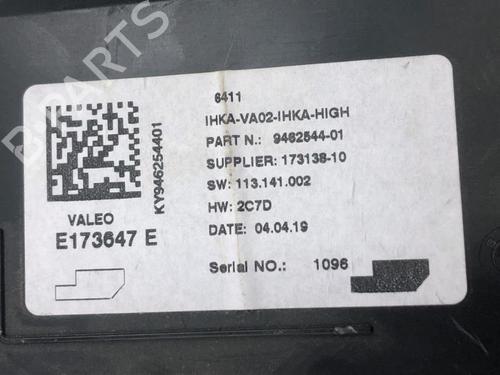 6411
IHKA-VA02-IHKA-HIGH
PART N.: 9462544-01
SUPPLIER: 173138-10
SW: 113.141.002
HW: 2C7D
DATE: 04.04.19
Serial NO.: 1096
KY946254401
VALEO
E173647 E
B-PARTS